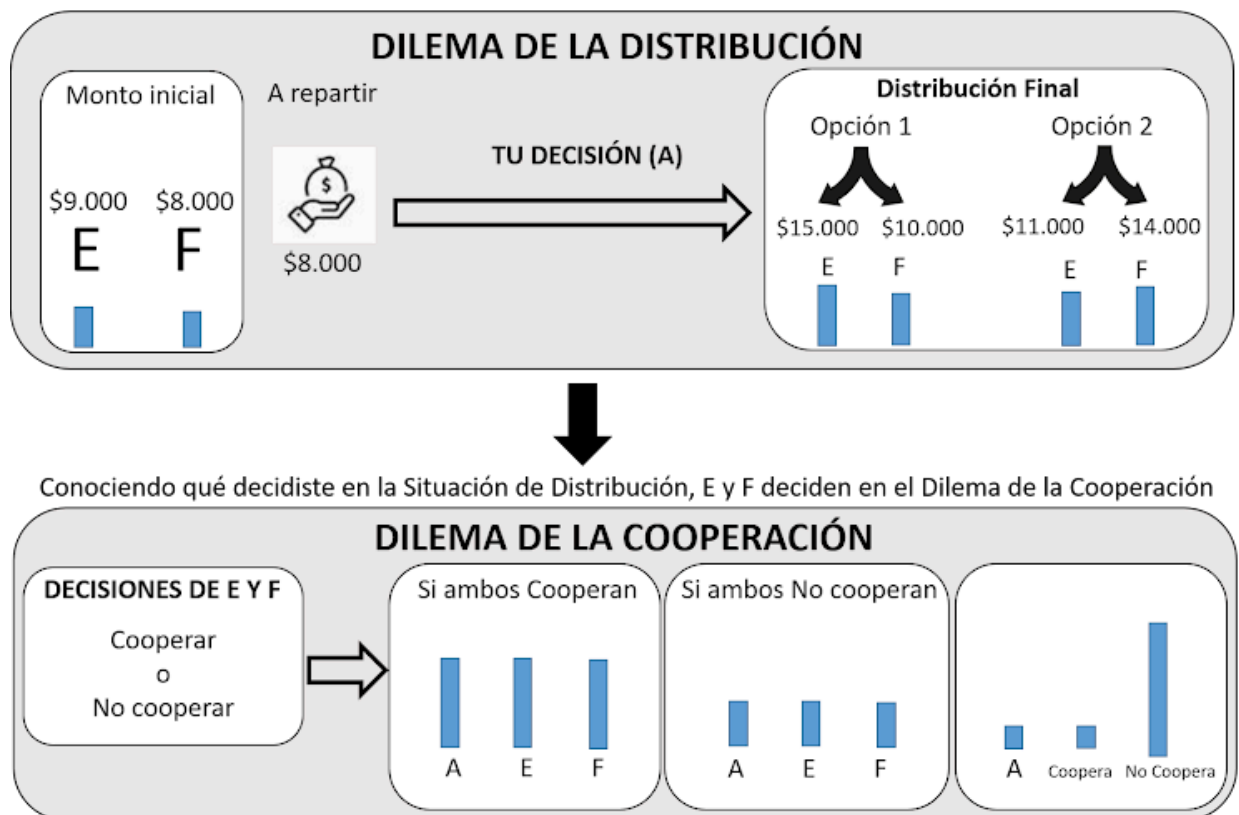 DILEMA DE LA DISTRIBUCIÓN
Monto inicial
$9.000 $8.000
E F
A repartir
$
$8.000
TU DECISIÓN (A)
Distribución Final
Opción 1 Opción 2
$15.000 $10.000 $11.000 $14.000
E F E F
Conociendo qué decidiste en la Situación de Distribución, E y F deciden en el Dilema de la Cooperación
DILEMA DE LA COOPERACIÓN
DECISIONES DE E Y F
Cooperar
o
No cooperar
Si ambos Cooperan
A E F
Si ambos No cooperan
A E F
A Coopera No Coopera